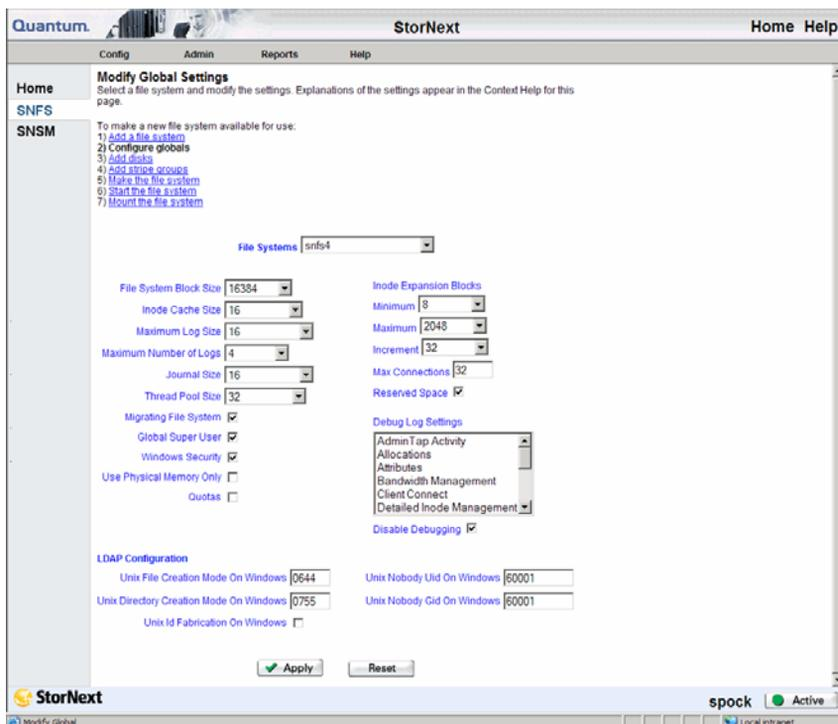 Quantum.
StorNext
Home Help
Config Admin Reports Help
Home
SNFS
SNSM
Modify Global Settings
Select a file system and modify the settings. Explanations of the settings appear in the Context Help for this
page.
To make a new file system available for use:
1) Add a file system
2) Configure globals
3) Add disks
4) Add stripe groups
5) Make the file system
6) Start the file system
7) Mount the file system
File Systems snfs4
File System Block Size 16384
Inode Cache Size 16
Maximum Log Size 16
Maximum Number of Logs 4
Journal Size 16
Thread Pool Size 32
Migrating File System
Global Super User
Windows Security
Use Physical Memory Only
Quotas
Inode Expansion Blocks
Minimum 8
Maximum 2048
Increment 32
Max Connections 32
Reserved Space
Debug Log Settings
AdminTap Activity
Allocations
Attributes
Bandwidth Management
Client Connect
Detailed Inode Management
Disable Debugging
LDAP Configuration
Unix File Creation Mode On Windows 0644
Unix Nobody Uid On Windows 60001
Unix Directory Creation Mode On Windows 0755
Unix Nobody Gid On Windows 60001
Unix Id Fabrication On Windows
Apply
Reset
StorNext
spock
Active
Modify Global
Local intranet